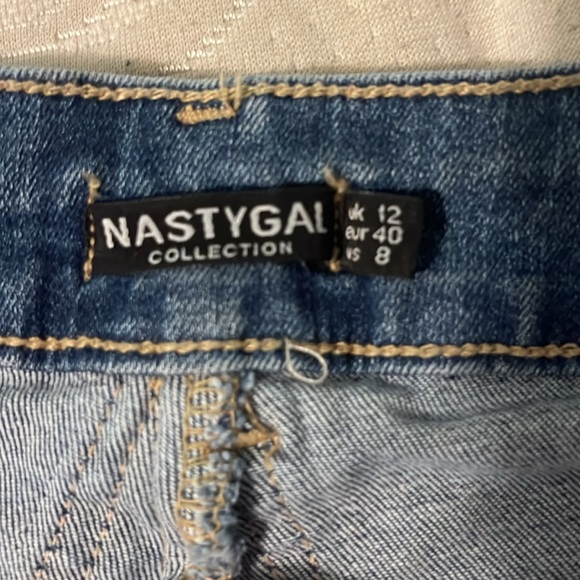 NASTYGAL
COLLECTION
uk 12
eur 40
us 8